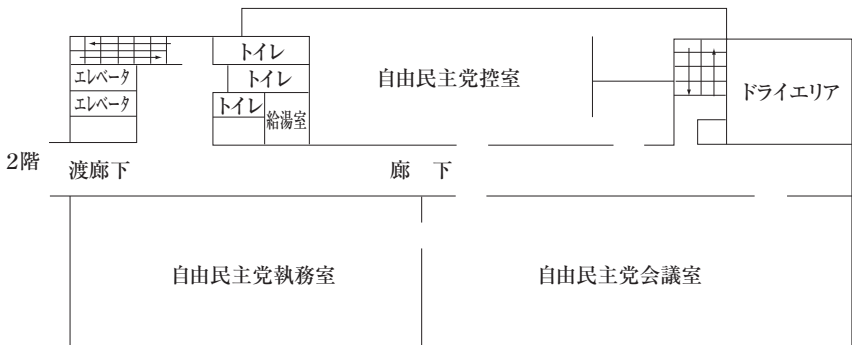 トイレ
エレベータ
トイレ
自由民主党控室
ドライエリア
エレベータ
トイレ
給湯室
2階
渡廊下
廊 下
自由民主党執務室
自由民主党会議室